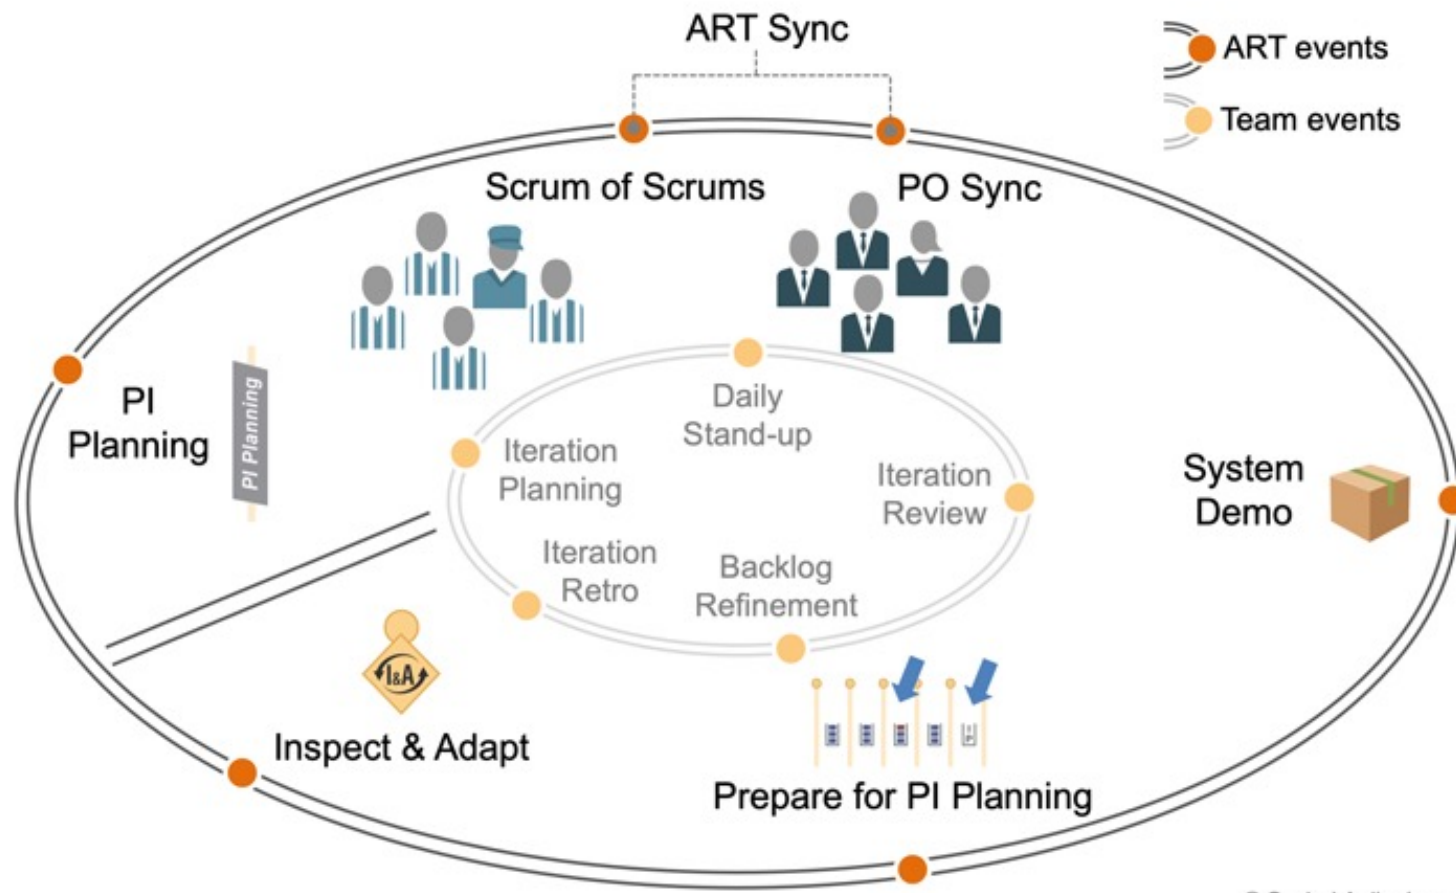 ART Sync
ART events
Team events
Scrum of Scrums
PO Sync
PI
Planning
PI Planning
Daily
Stand-up
Iteration
Planning
Iteration
Review
System
Demo
Iteration
Retro
Backlog
Refinement
I&A
Inspect & Adapt
Prepare for PI Planning